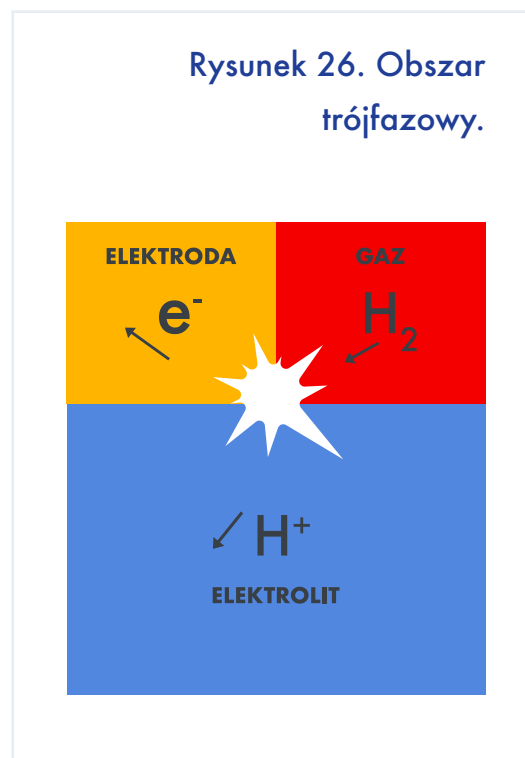 Rysunek 26. Obszar
trójfazowy.
ELEKTRODA
e⁻
GAZ
H₂
H⁺
ELEKTROLIT